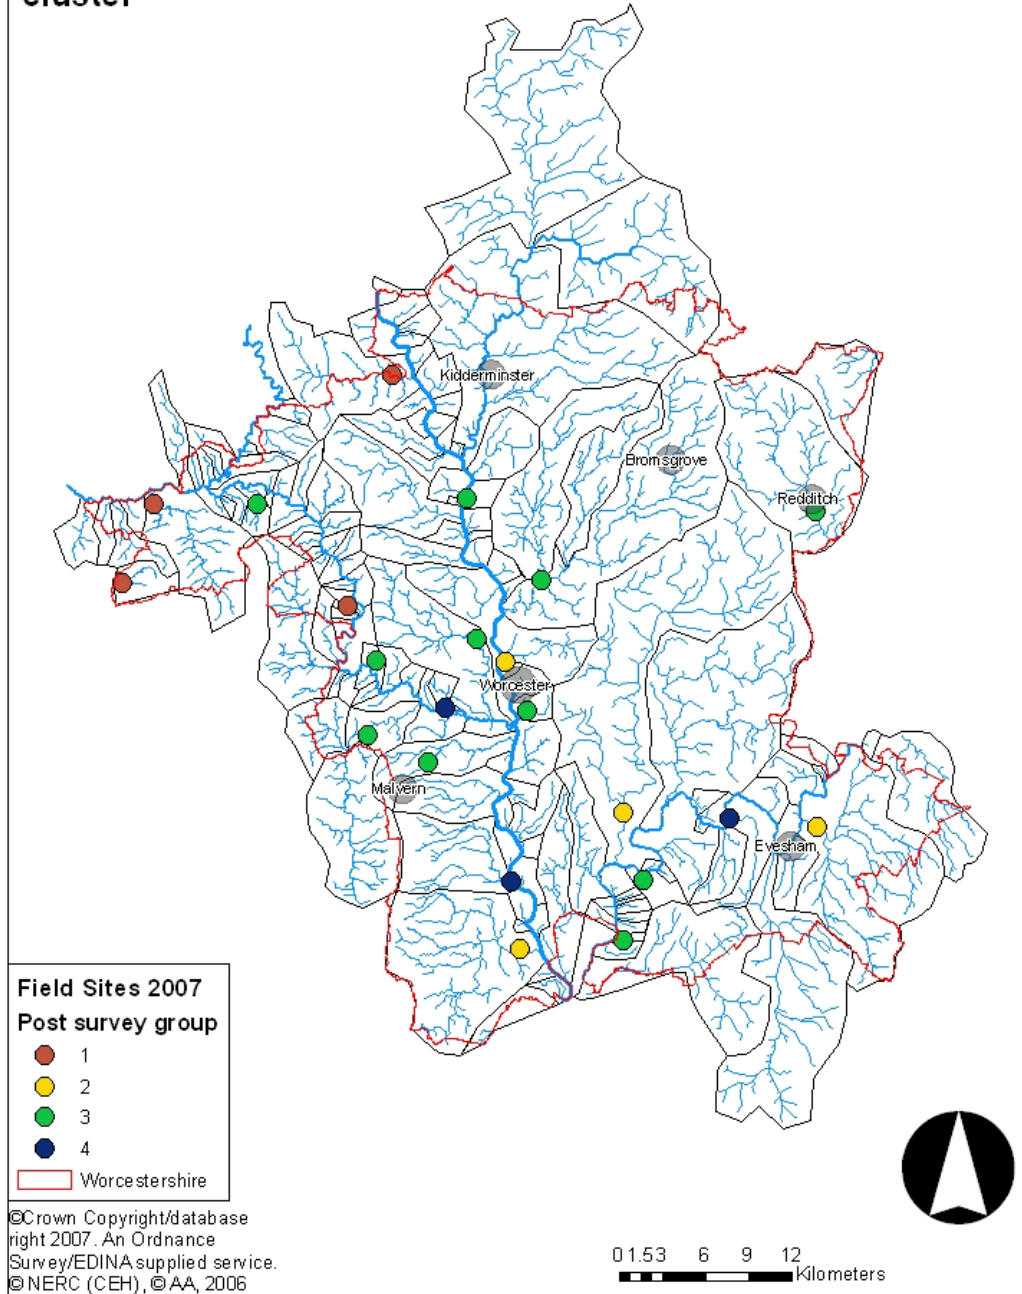 cluster
Kidderminster
Bromsgrove
Redditch
Worcester
Malvern
Evesham
Field Sites 2007
Post survey group
1
2
3
4
Worcestershire
©Crown Copyright/database
right 2007. An Ordnance
Survey/EDINA supplied service.
© NERC (CEH), © AA, 2006
0 1.5 3 6 9 12
Kilometers